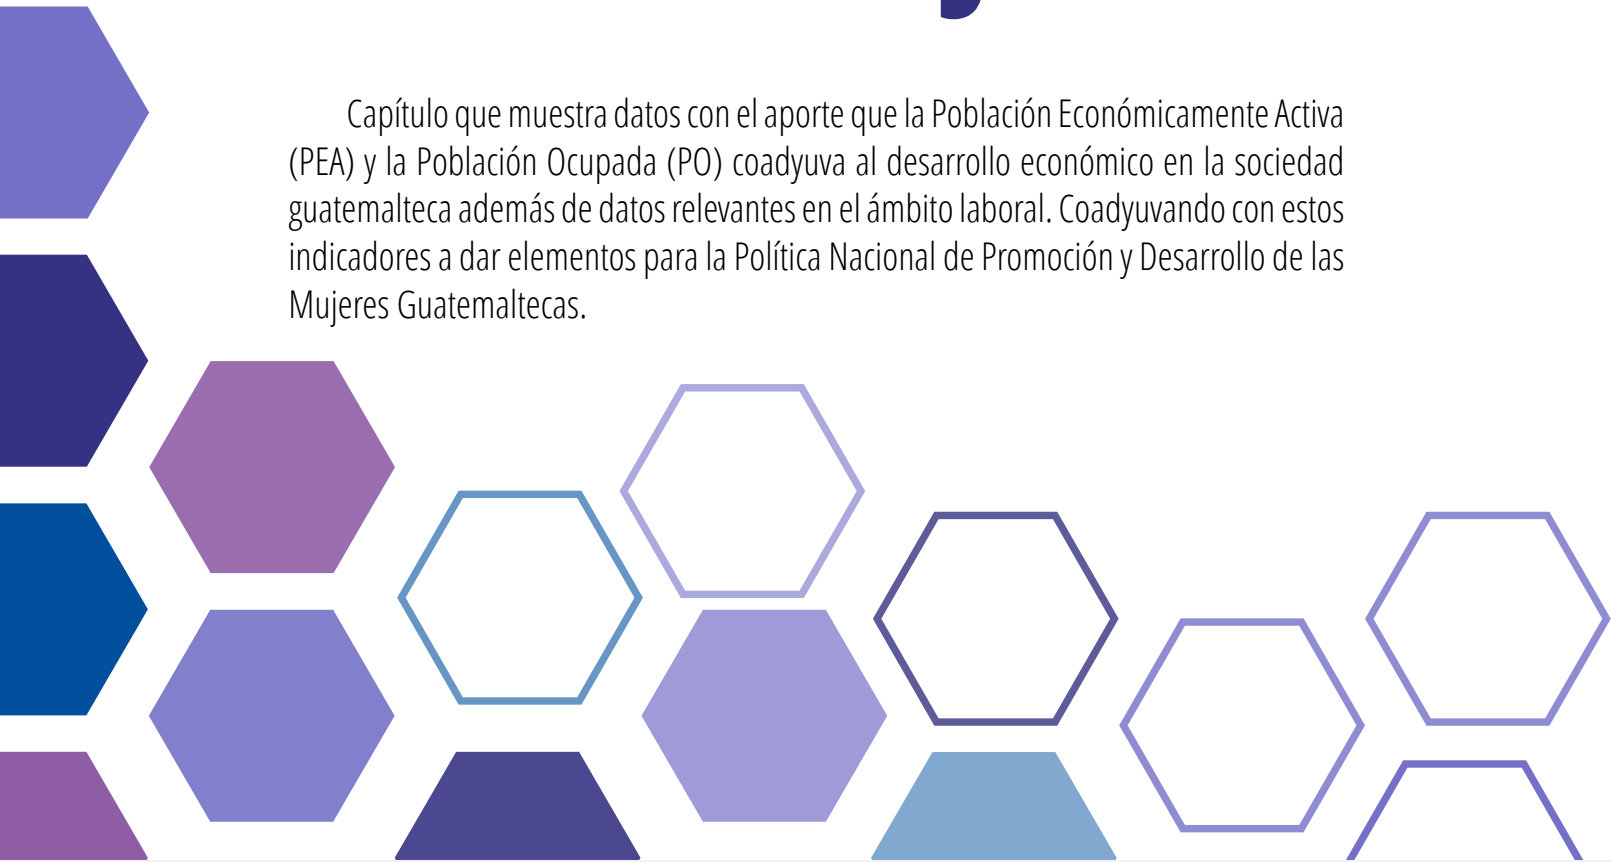 Capítulo que muestra datos con el aporte que la Población Económicamente Activa
(PEA) y la Población Ocupada (PO) coadyuva al desarrollo económico en la sociedad
guatemalteca además de datos relevantes en el ámbito laboral. Coadyuvando con estos
indicadores a dar elementos para la Política Nacional de Promoción y Desarrollo de las
Mujeres Guatemaltecas.